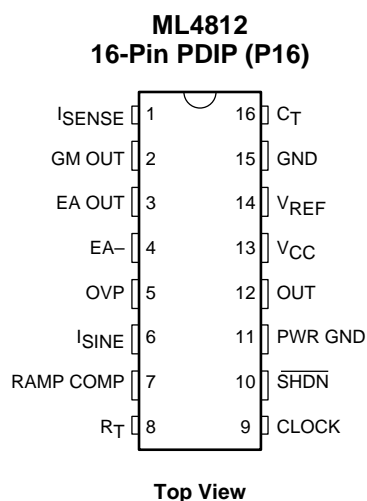 ML4812
16-Pin PDIP (P16)
ISENSE 1 16 CT
GM OUT 2 15 GND
EA OUT 3 14 VREF
EA– 4 13 VCC
OVP 5 12 OUT
ISINE 6 11 PWR GND
RAMP COMP 7 10 SHDN
RT 8 9 CLOCK
Top View